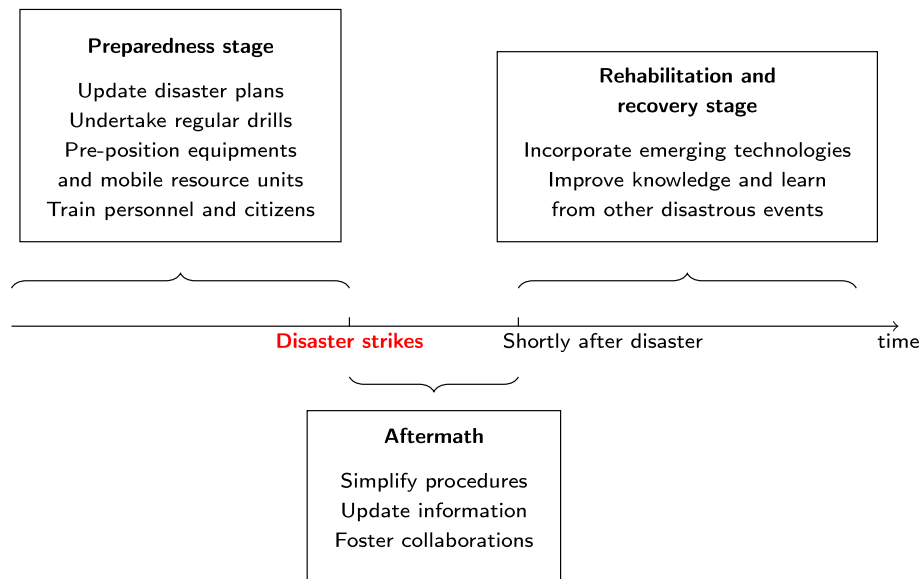 Preparedness stage
Update disaster plans
Undertake regular drills
Pre-position equipments
and mobile resource units
Train personnel and citizens
Rehabilitation and
recovery stage
Incorporate emerging technologies
Improve knowledge and learn
from other disastrous events
Disaster strikes
Shortly after disaster
time
Aftermath
Simplify procedures
Update information
Foster collaborations